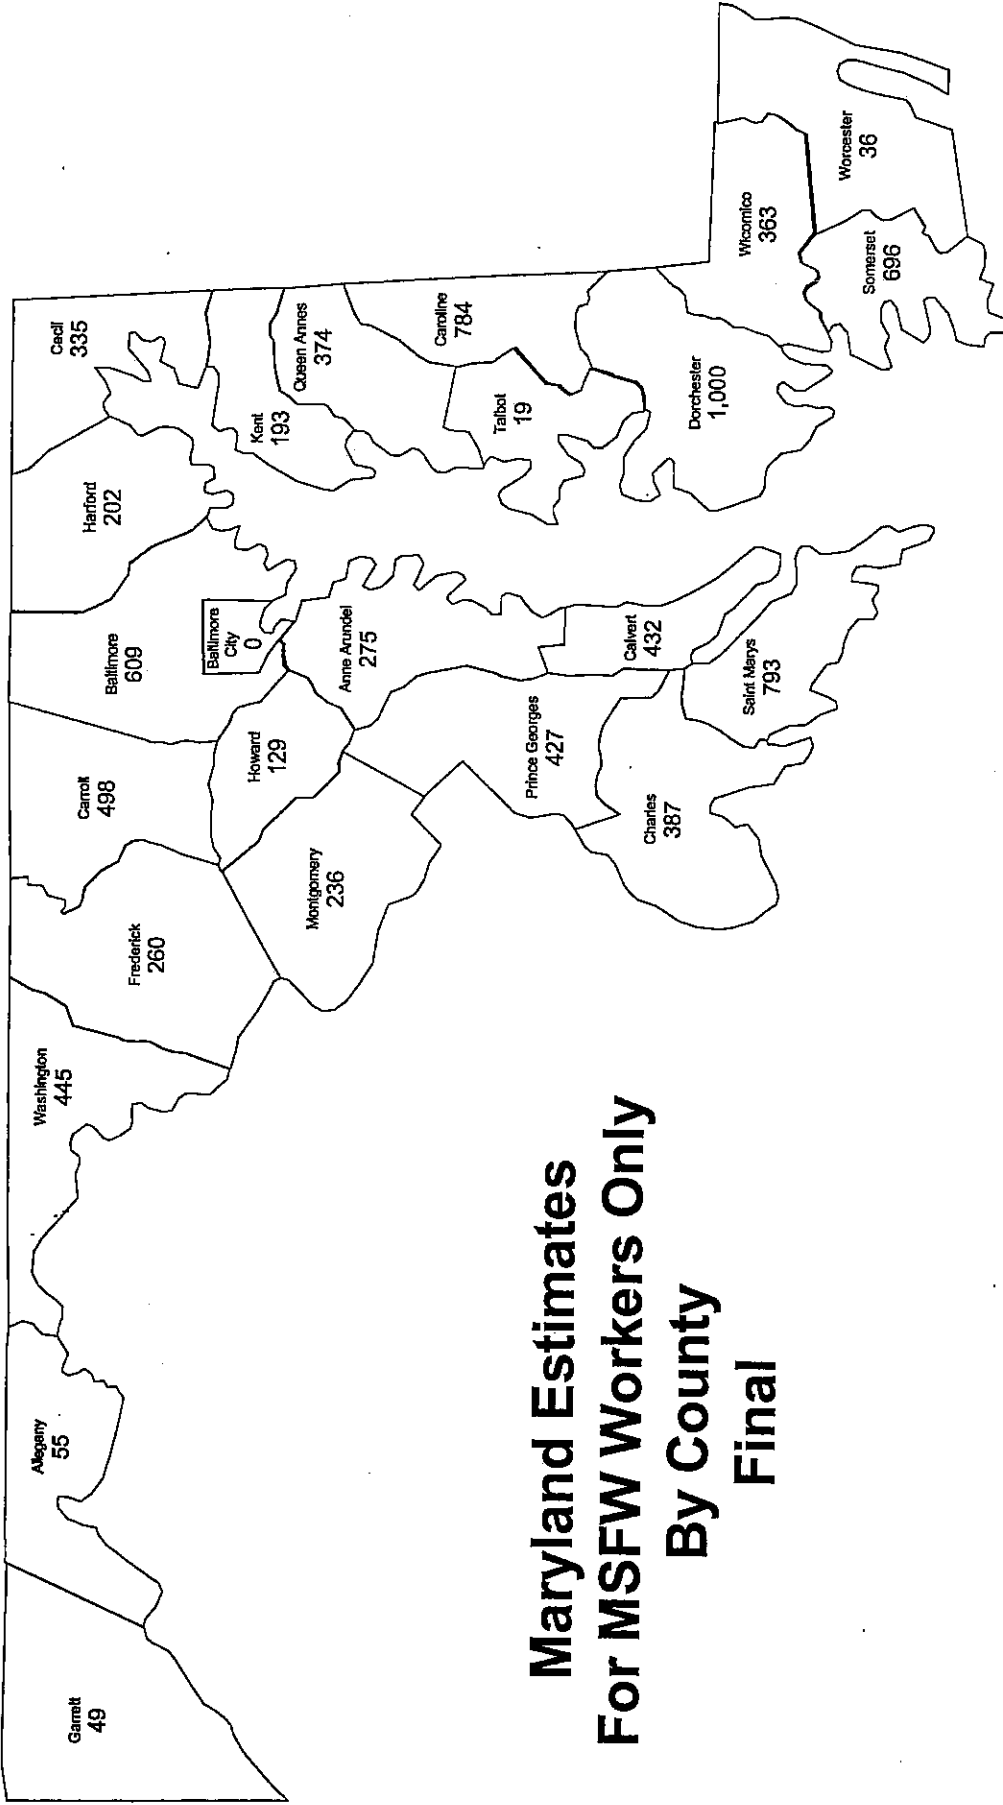 Garrett
49
Allegany
55
Washington
445
Frederick
260
Carroll
498
Baltimore
609
Baltimore
City
0
Harford
202
Cecil
335
Kent
193
Queen Annes
374
Caroline
784
Talbot
19
Howard
129
Montgomery
236
Anne Arundel
275
Prince Georges
427
Calvert
432
Charles
387
Saint Marys
793
Dorchester
1,000
Wicomico
363
Somerset
696
Worcester
36
Maryland Estimates
For MSFW Workers Only
By County
Final